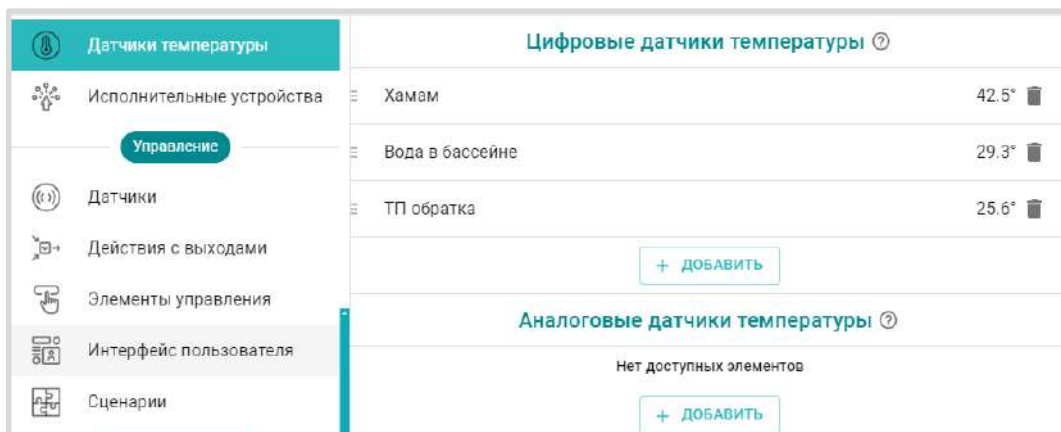 Датчики температуры
Исполнительные устройства
Управление
Датчики
Действия с выходами
Элементы управления
Интерфейс пользователя
Сценарии
Цифровые датчики температуры ?
Хамам 42.5°
Вода в бассейне 29.3°
ТП обратка 25.6°
+ ДОБАВИТЬ
Аналоговые датчики температуры ?
Нет доступных элементов
+ ДОБАВИТЬ